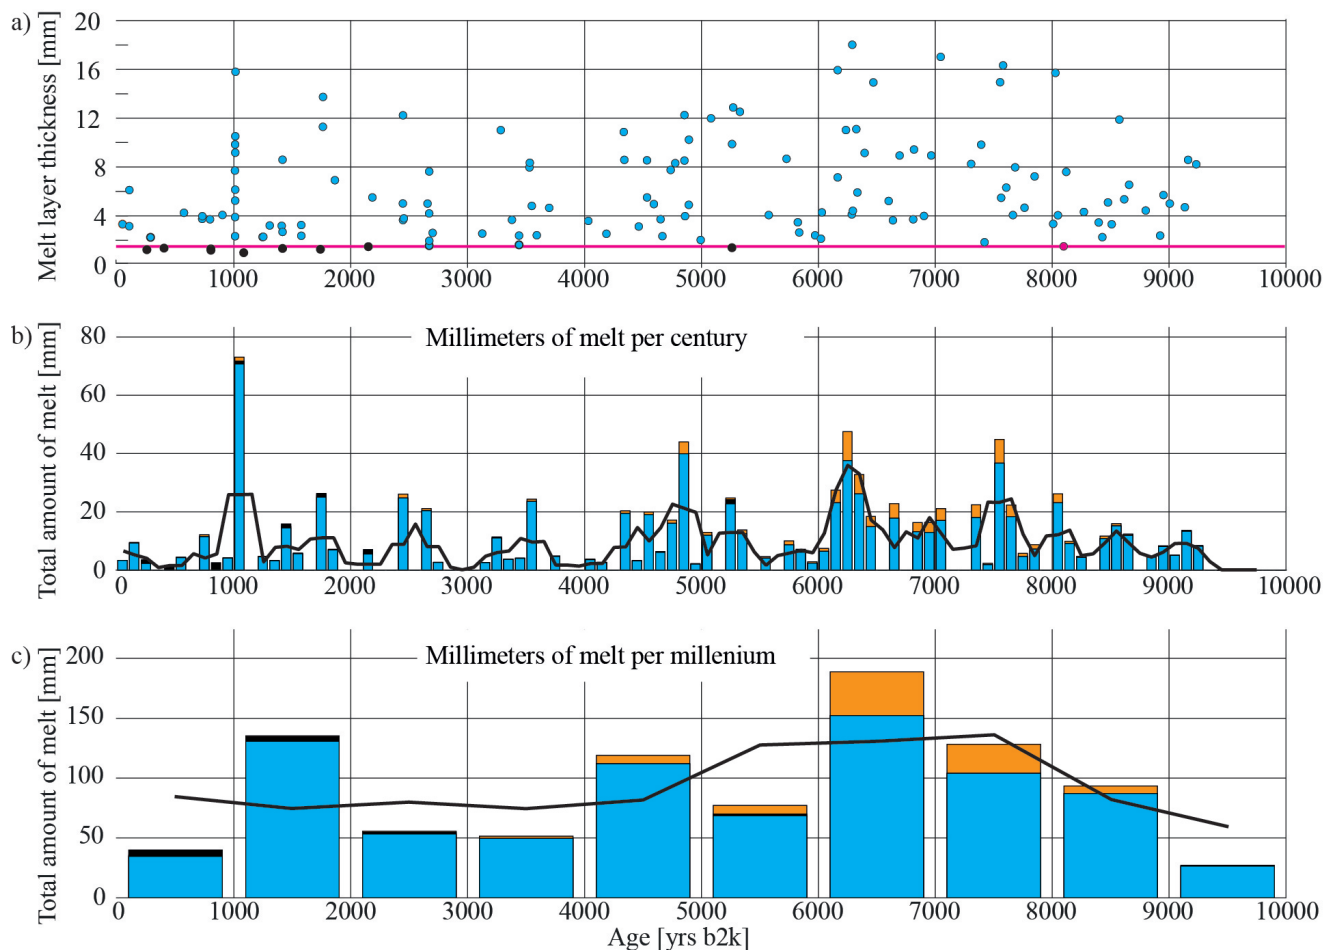 a)
Melt layer thickness [mm]
20
16
12
8
4
0
0 1000 2000 3000 4000 5000 6000 7000 8000 9000 10000
b)
Millimeters of melt per century
Total amount of melt [mm]
80
60
40
20
0
0 1000 2000 3000 4000 5000 6000 7000 8000 9000 10000
c)
Millimeters of melt per millenium
Total amount of melt [mm]
200
150
100
50
0
0 1000 2000 3000 4000 5000 6000 7000 8000 9000 10000
Age [yrs b2k]